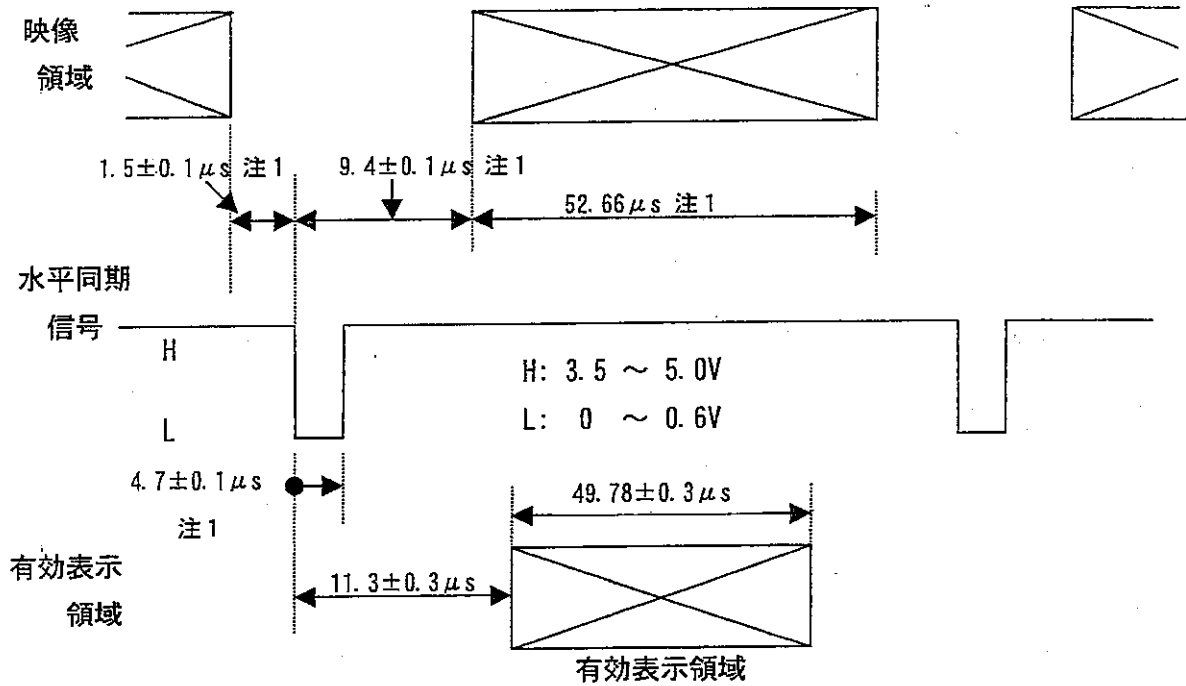 映像
領域
1.5±0.1μs 注1
9.4±0.1μs 注1
52.66μs 注1
水平同期
信号
H
L
H: 3.5 ～ 5.0V
L: 0 ～ 0.6V
4.7±0.1μs
注1
49.78±0.3μs
有効表示
領域
11.3±0.3μs
有効表示領域